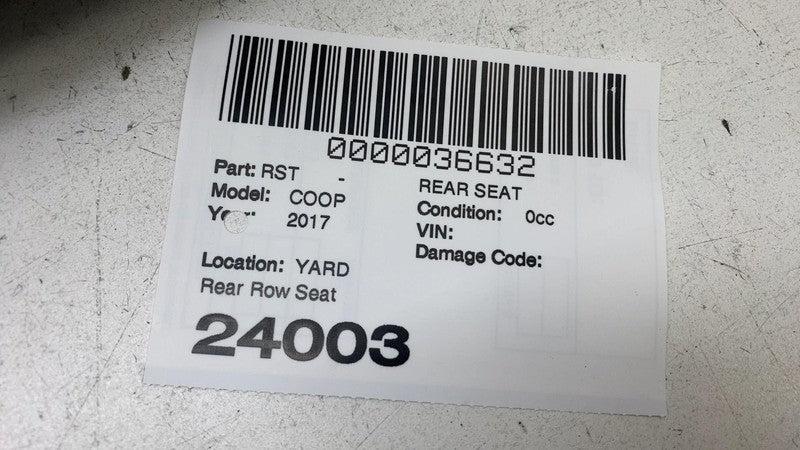 0000036632
Part: RST -
REAR SEAT
Model: COOP
Condition: 0cc
Year: 2017
VIN:
Damage Code:
Location: YARD
Rear Row Seat
24003